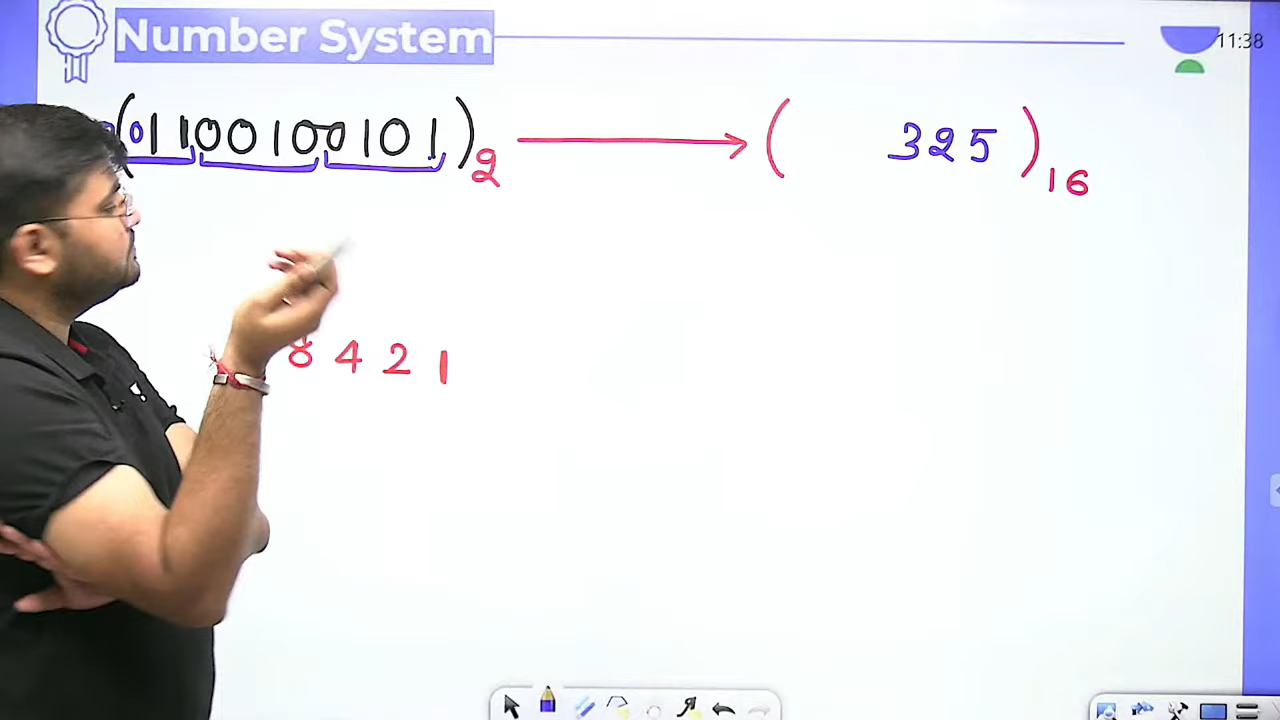 Number System
11:38
(01100100101)₂ → (325)₁₆
8 4 2 1